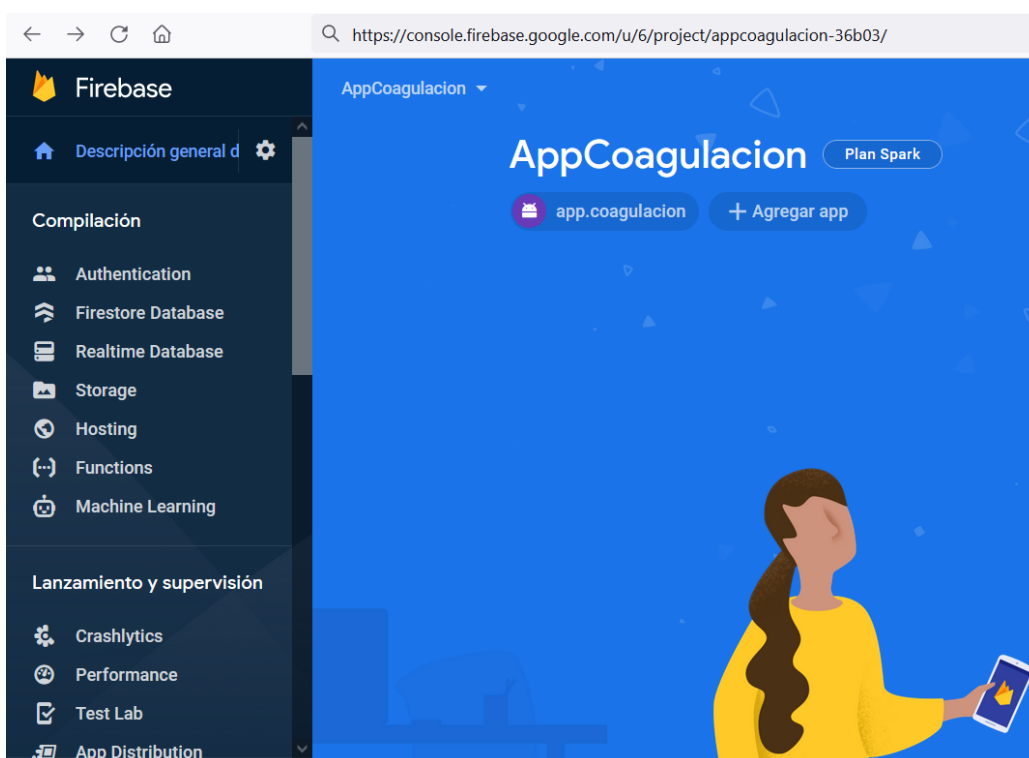 https://console.firebase.google.com/u/6/project/appcoagulacion-36b03/
Firebase
Descripción general d
Compilación
Authentication
Firestore Database
Realtime Database
Storage
Hosting
Functions
Machine Learning
Lanzamiento y supervisión
Crashlytics
Performance
Test Lab
App Distribution
AppCoagulacion
AppCoagulacion Plan Spark
app.coagulacion + Agregar app